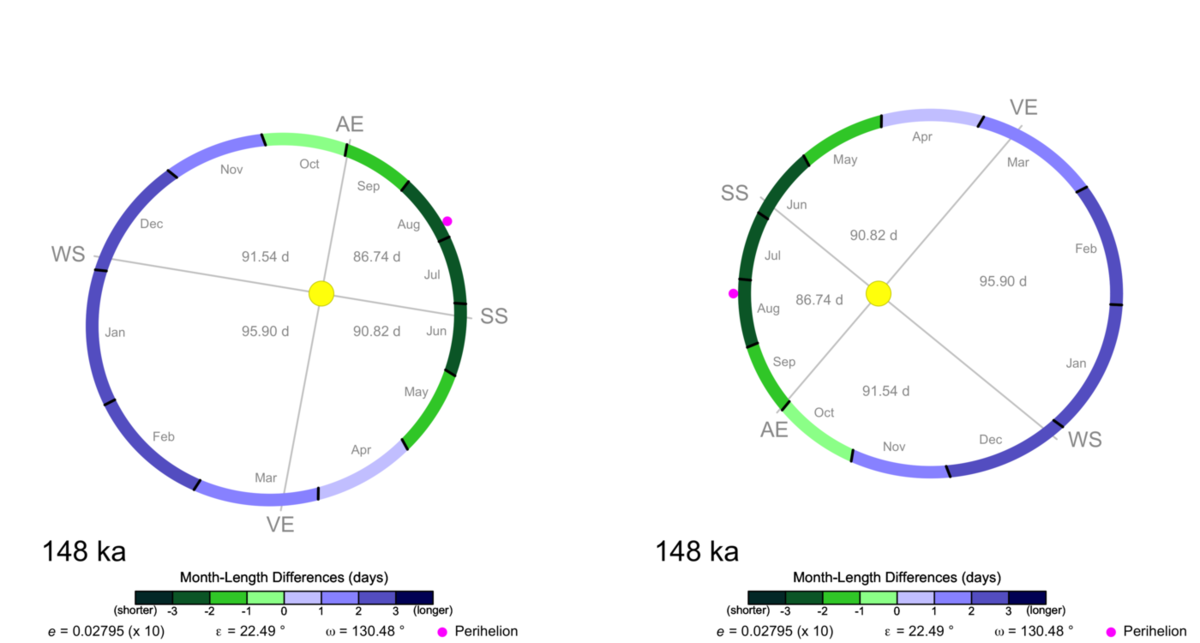 AE
Oct
Nov
Sep
Dec
Aug
WS
91.54 d
86.74 d
Jul
SS
Jan
95.90 d
90.82 d
Jun
May
Feb
Apr
Mar
VE
148 ka
Month-Length Differences (days)
(shorter) -3 -2 -1 0 1 2 3 (longer)
e = 0.02795 (x 10) ε = 22.49 ° ω = 130.48 ° Perihelion
VE
Apr
May
Mar
SS
Jun
90.82 d
Feb
Jul
95.90 d
86.74 d
Aug
Sep
Jan
91.54 d
Oct
AE
Nov
Dec
WS
148 ka
Month-Length Differences (days)
(shorter) -3 -2 -1 0 1 2 3 (longer)
e = 0.02795 (x 10) ε = 22.49 ° ω = 130.48 ° Perihelion